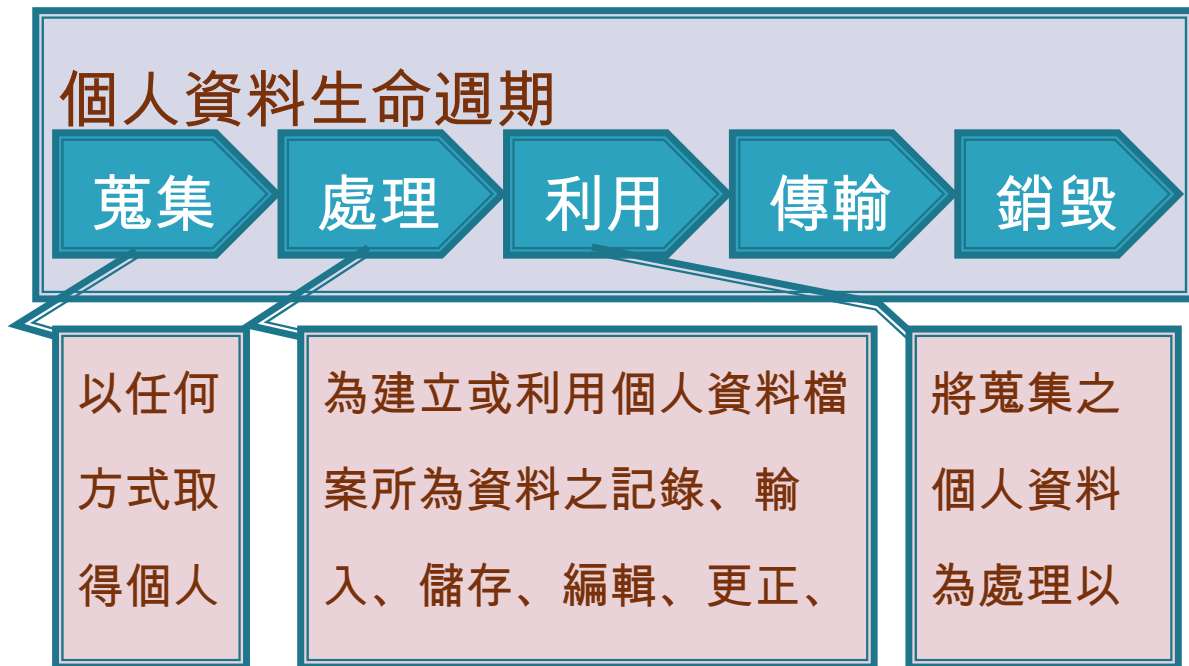 個人資料生命週期
蒐集
處理
利用
傳輸
銷毀
以任何
方式取
得個人
為建立或利用個人資料檔
案所為資料之記錄、輸
入、儲存、編輯、更正、
將蒐集之
個人資料
為處理以